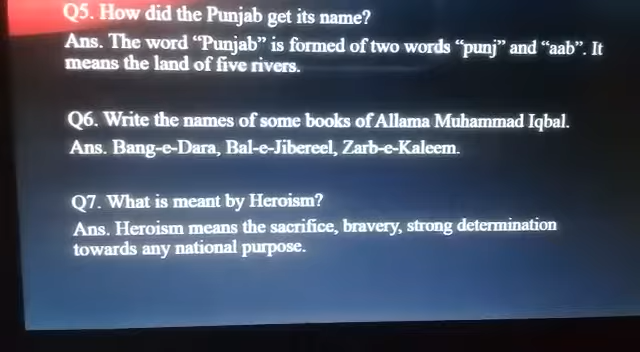 Q5. How did the Punjab get its name?
Ans. The word “Punjab” is formed of two words “punj” and “aab”. It
means the land of five rivers.
Q6. Write the names of some books of Allama Muhammad Iqbal.
Ans. Bang-e-Dara, Bal-e-Jibereel, Zarb-e-Kaleem.
Q7. What is meant by Heroism?
Ans. Heroism means the sacrifice, bravery, strong determination
towards any national purpose.